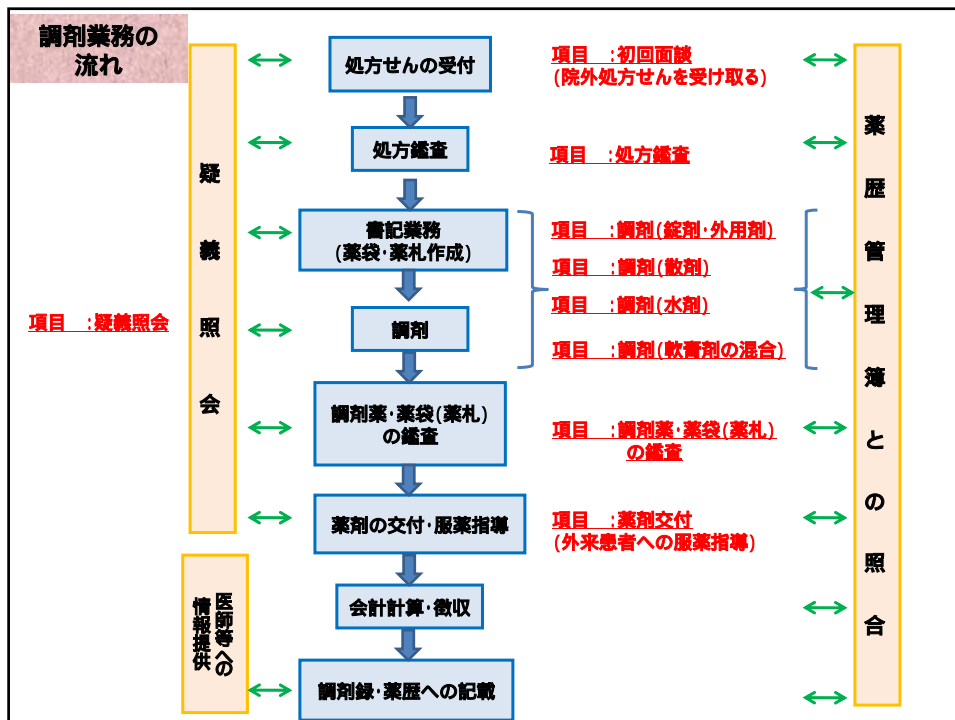 調剤業務の
流れ
処方せんの受付
項目　:初回面談
(院外処方せんを受け取る)
処方鑑査
項目　:処方鑑査
書記業務
(薬袋･薬札作成)
項目　:調剤(錠剤･外用剤)
項目　:調剤(散剤)
項目　:調剤(水剤)
項目　:調剤(軟膏剤の混合)
調剤
項目　:疑義照会
疑義照会
調剤薬･薬袋(薬札)
の鑑査
項目　:調剤薬･薬袋(薬札)
の鑑査
薬剤の交付･服薬指導
項目　:薬剤交付
(外来患者への服薬指導)
会計計算･徴収
医師等への
情報提供
調剤録･薬歴への記載
薬歴管理簿との照合